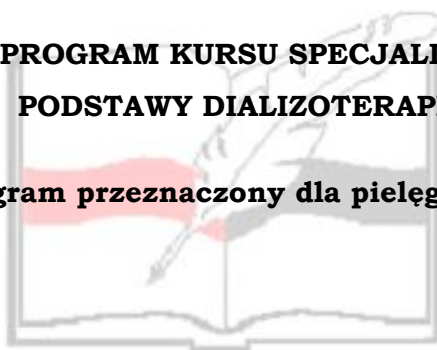 PROGRAM KURSU SPECJALI
PODSTAWY DIALIZOTERAP
gram przeznaczony dla pielęg